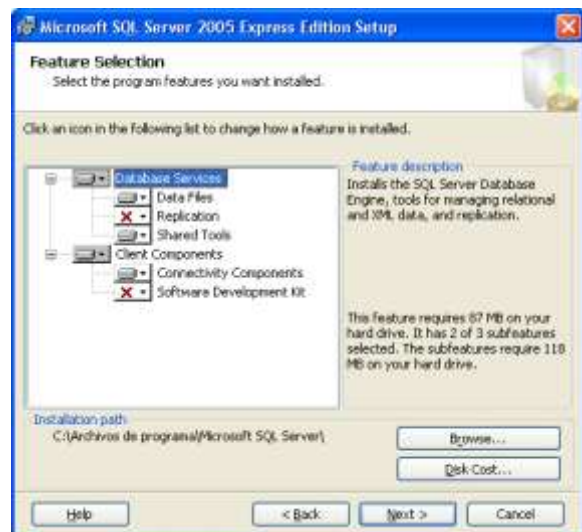 Microsoft SQL Server 2005 Express Edition Setup
Feature Selection
Select the program features you want installed.
Click an icon in the following list to change how a feature is installed.
Database Services
Data Files
Replication
Shared Tools
Client Components
Connectivity Components
Software Development Kit
Feature description
Installs the SQL Server Database
Engine, tools for managing relational
and XML data, and replication.
This feature requires 87 MB on your
hard drive. It has 2 of 3 subfeatures
selected. The subfeatures require 118
MB on your hard drive.
Installation path
C:\Archivos de programa\Microsoft SQL Server\
Browse...
Disk Cost...
Help
< Back
Next >
Cancel